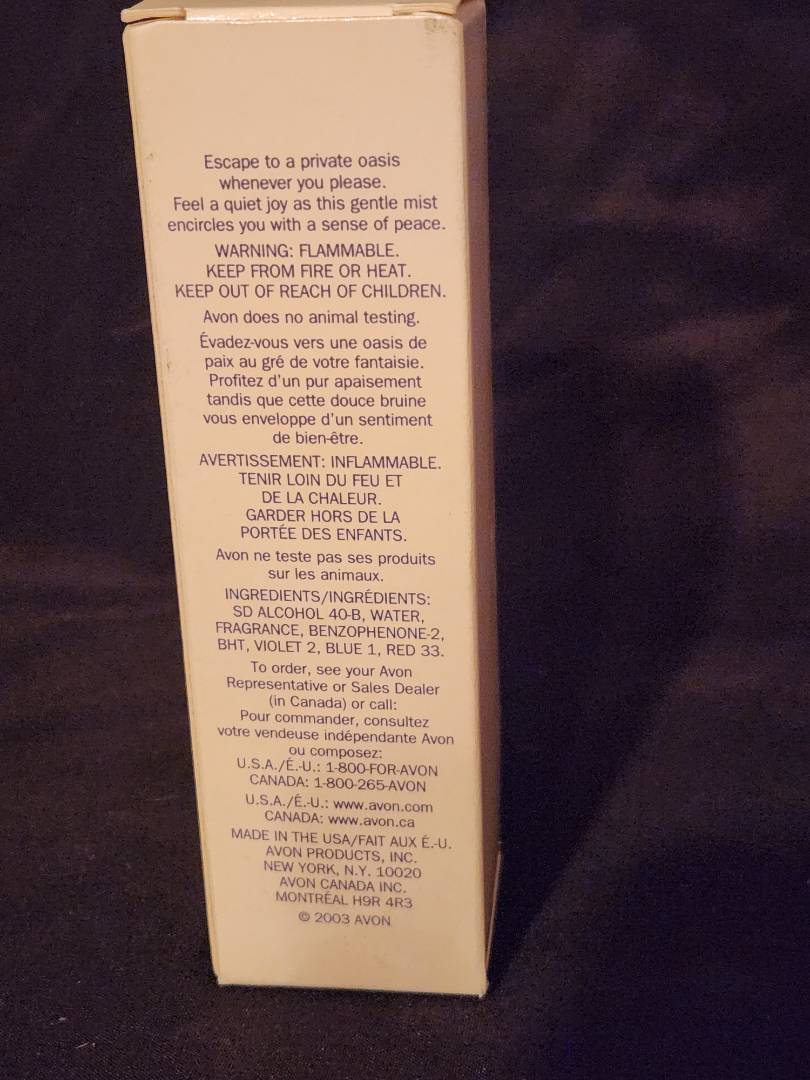 Escape to a private oasis
whenever you please.
Feel a quiet joy as this gentle mist
encircles you with a sense of peace.
WARNING: FLAMMABLE.
KEEP FROM FIRE OR HEAT.
KEEP OUT OF REACH OF CHILDREN.
Avon does no animal testing.
Évadez-vous vers une oasis de
paix au gré de votre fantaisie.
Profitez d'un pur apaisement
tandis que cette douce bruine
vous enveloppe d'un sentiment
de bien-être.
AVERTISSEMENT: INFLAMMABLE.
TENIR LOIN DU FEU ET
DE LA CHALEUR.
GARDER HORS DE LA
PORTÉE DES ENFANTS.
Avon ne teste pas ses produits
sur les animaux.
INGREDIENTS/INGRÉDIENTS:
SD ALCOHOL 40-B, WATER,
FRAGRANCE, BENZOPHENONE-2,
BHT, VIOLET 2, BLUE 1, RED 33.
To order, see your Avon
Representative or Sales Dealer
(in Canada) or call:
Pour commander, consultez
votre vendeuse indépendante Avon
ou composez:
U.S.A./É.-U.: 1-800-FOR-AVON
CANADA: 1-800-265-AVON
U.S.A./É.-U.: www.avon.com
CANADA: www.avon.ca
MADE IN THE USA/FAIT AUX É.-U.
AVON PRODUCTS, INC.
NEW YORK, N.Y. 10020
AVON CANADA INC.
MONTRÉAL H9R 4R3
© 2003 AVON